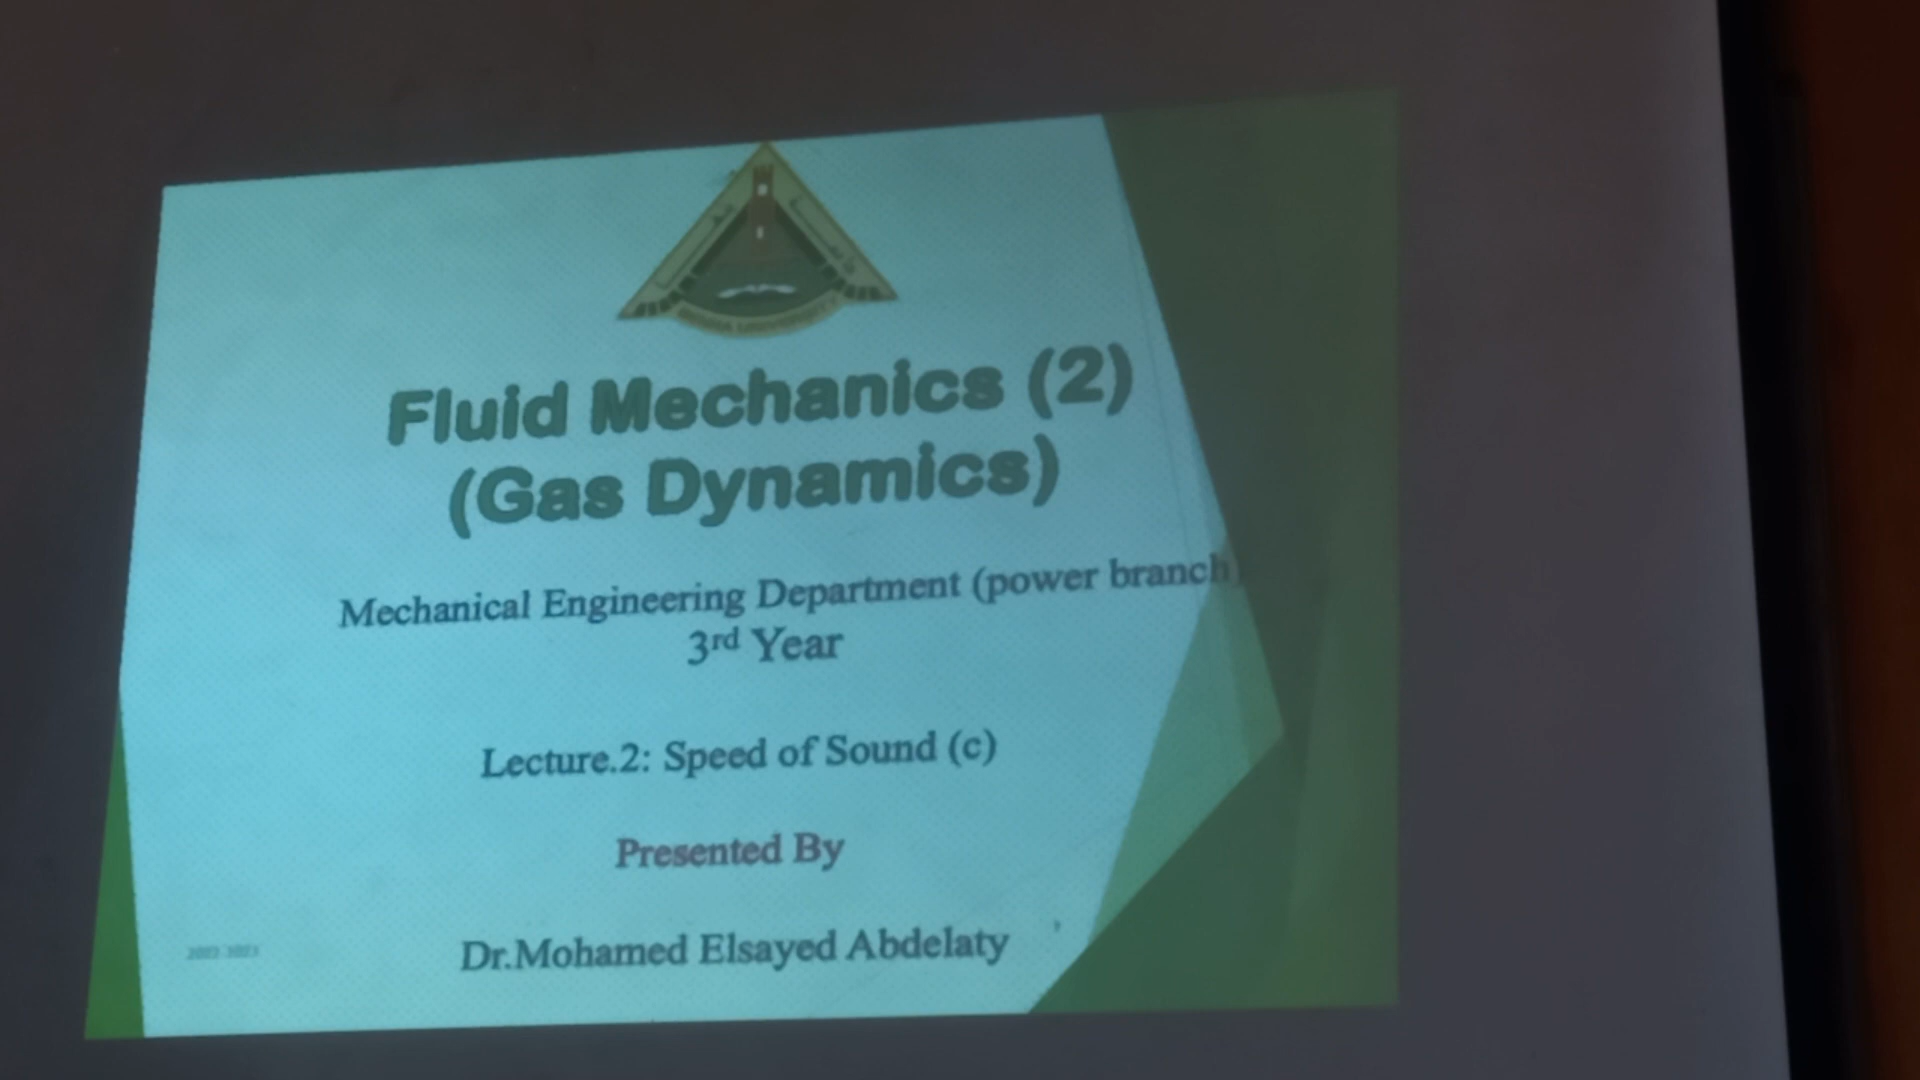 Fluid Mechanics (2)
(Gas Dynamics)
Mechanical Engineering Department (power branch)
3rd Year
Lecture.2: Speed of Sound (c)
Presented By
Dr.Mohamed Elsayed Abdelaty